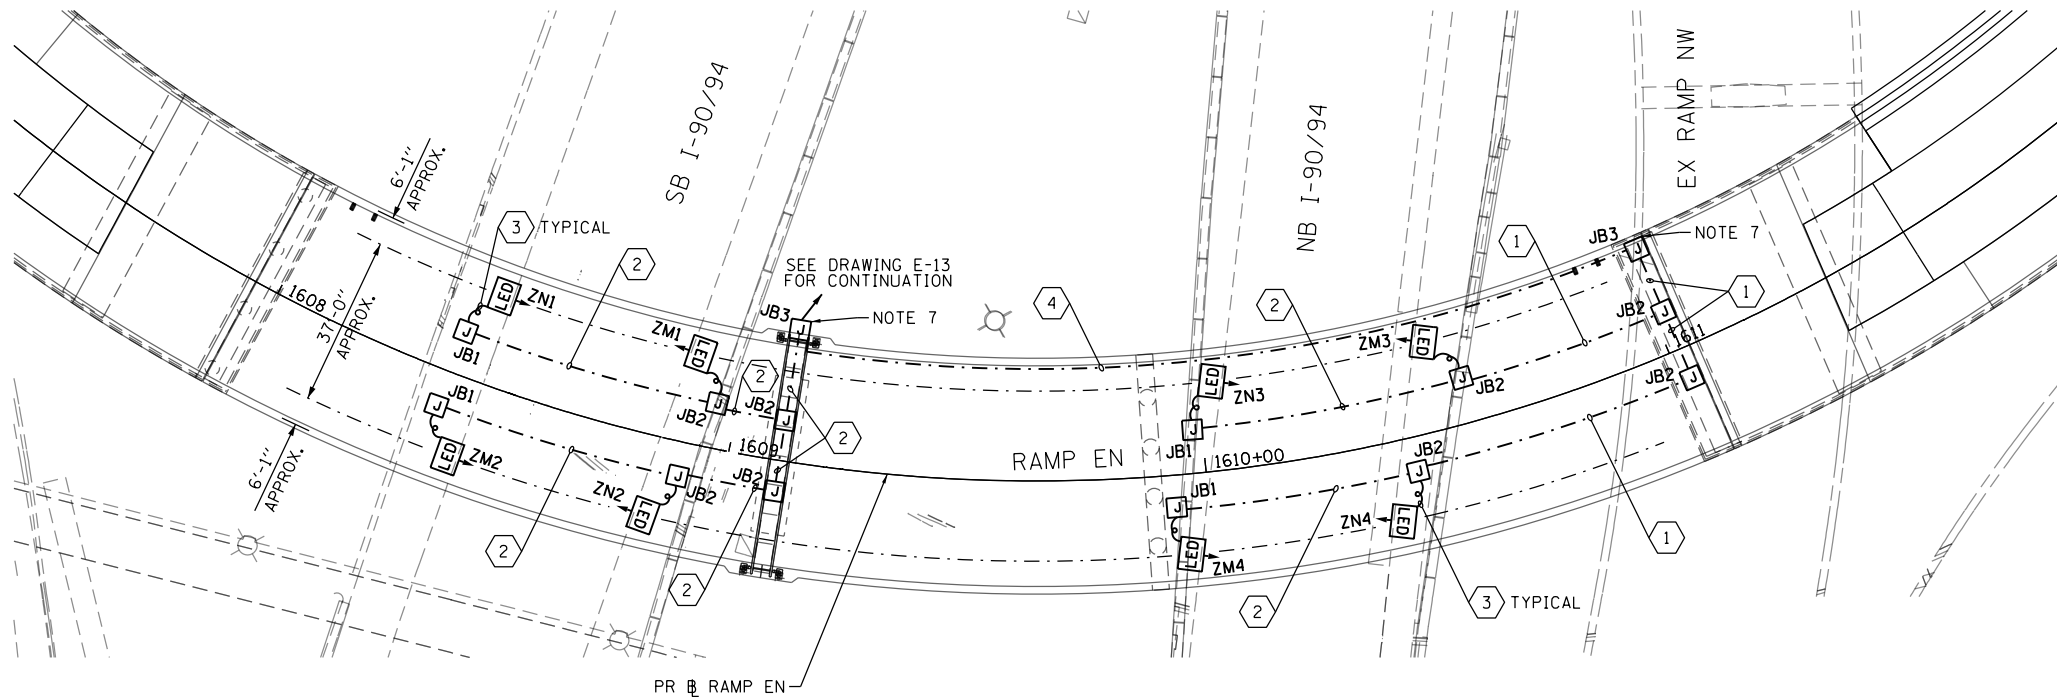 SB I-90/94
NB I-90/94
EX RAMP NW
6'-1"
APPROX.
3 TYPICAL
2
SEE DRAWING E-13
FOR CONTINUATION
1
JB3
NOTE 7
1608
37'-0"
APPROX.
LED
ZN1
J
JB1
JB3
J
NOTE 7
4
2
1
J
JB2
J
1611
ZM1
LED
2
JB2
J
JB2
J
ZM3
LED
J
JB2
LED
ZN3
JB2
J
JB1
J
J
JB1
2
1609
RAMP EN
1610+00
6'-1"
APPROX.
LED
ZM2
J
JB2
JB2
J
J
JB1
JB2
J
ZN2
LED
ZN4
LED
1
2
2
LED
ZM4
2
3 TYPICAL
PR BL RAMP EN